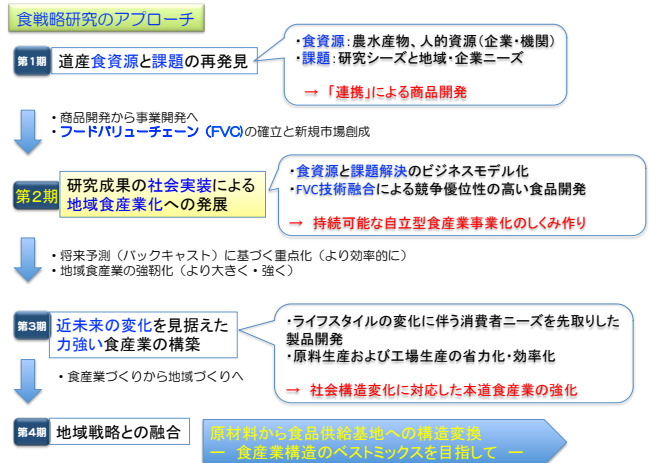 食戦略研究のアプローチ
第1期 道産食資源と課題の再発見
・食資源：農水産物、人的資源（企業・機関）
・課題：研究シーズと地域・企業ニーズ
→ 「連携」による商品開発
・商品開発から事業開発へ
・フードバリューチェーン（FVC)の確立と新規市場創成
第2期 研究成果の社会実装による
地域食産業化への発展
・食資源と課題解決のビジネスモデル化
・FVC技術融合による競争優位性の高い食品開発
→ 持続可能な自立型食産業事業化のしくみ作り
・将来予測（バックキャスト）に基づく重点化（より効率的に）
・地域食産業の強靭化（より大きく・強く）
第3期 近未来の変化を見据えた
力強い食産業の構築
・ライフスタイルの変化に伴う消費者ニーズを先取りした
製品開発
・原料生産および工場生産の省力化・効率化
→ 社会構造変化に対応した本道食産業の強化
・食産業づくりから地域づくりへ
第4期 地域戦略との融合
原材料から食品供給基地への構造変換
― 食産業構造のベストミックスを目指して ―